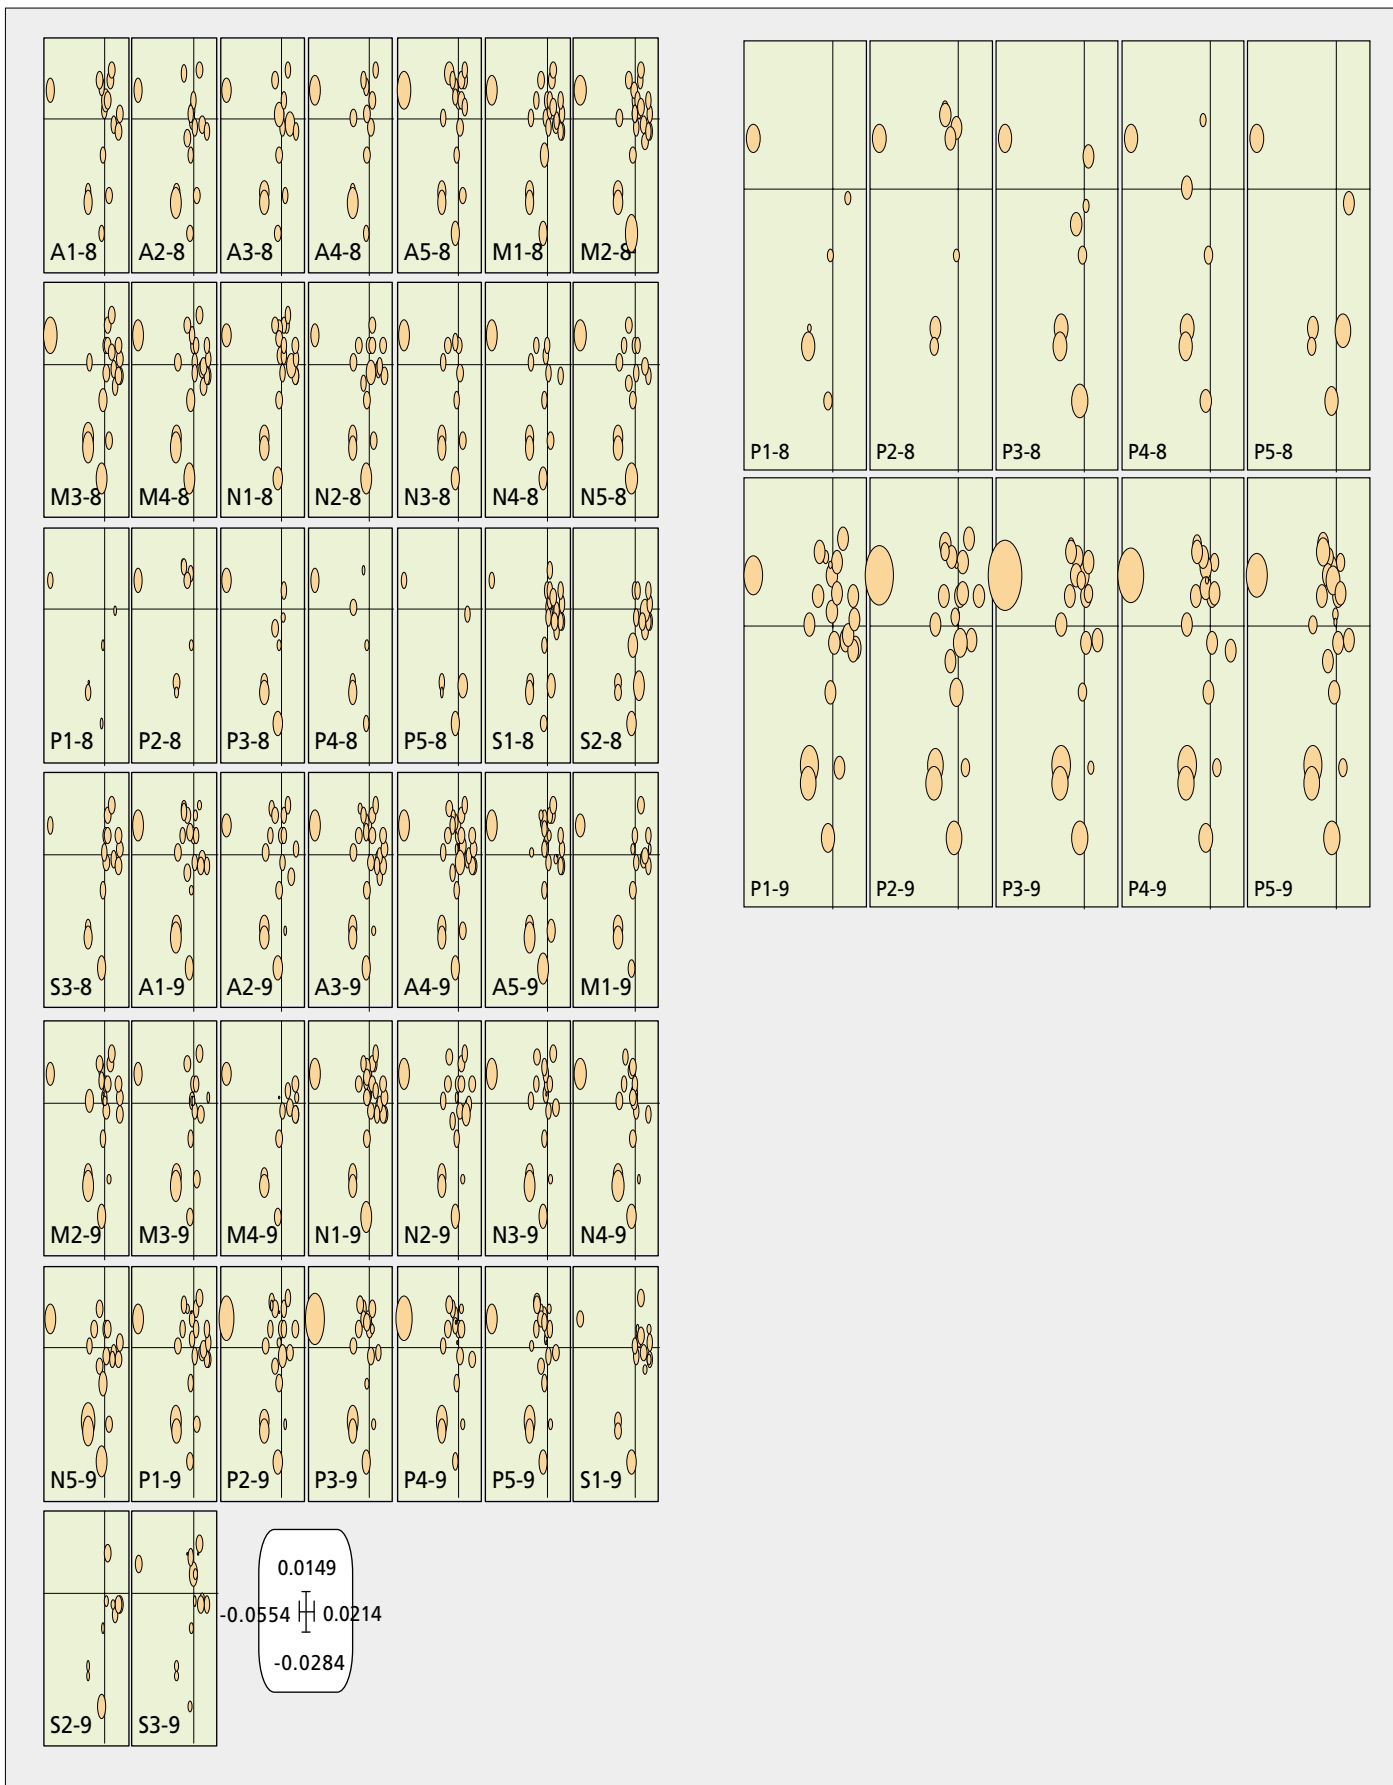 A1-8 A2-8 A3-8 A4-8 A5-8 M1-8 M2-8
M3-8 M4-8 N1-8 N2-8 N3-8 N4-8 N5-8
P1-8 P2-8 P3-8 P4-8 P5-8 S1-8 S2-8
S3-8 A1-9 A2-9 A3-9 A4-9 A5-9 M1-9
M2-9 M3-9 M4-9 N1-9 N2-9 N3-9 N4-9
N5-9 P1-9 P2-9 P3-9 P4-9 P5-9 S1-9
S2-9 S3-9
0.0149
-0.0554 0.0214
-0.0284
P1-8 P2-8 P3-8 P4-8 P5-8
P1-9 P2-9 P3-9 P4-9 P5-9